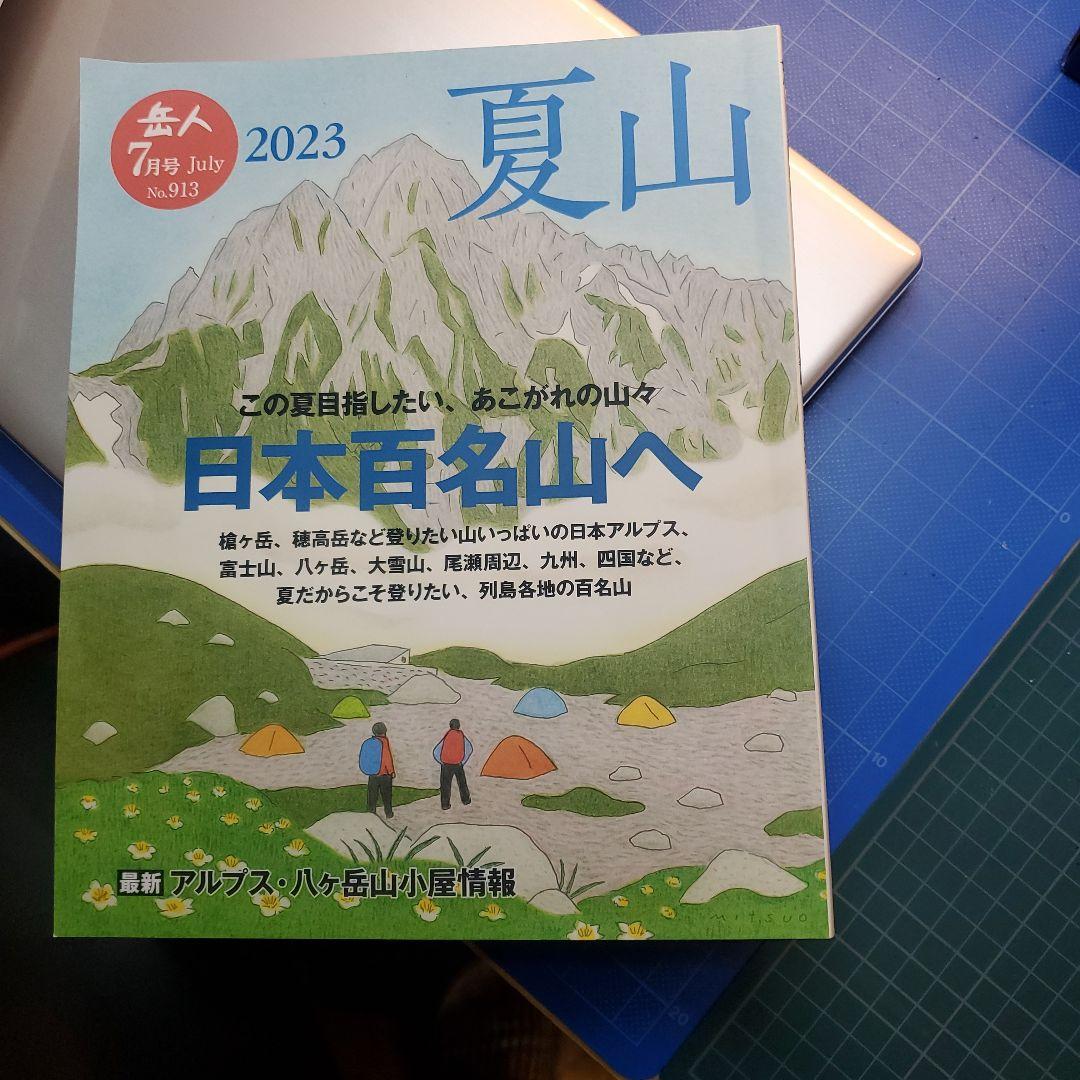 岳人
7月号 July
No.913
2023
夏山
この夏目指したい、あこがれの山々
日本百名山へ
槍ヶ岳、穂高岳など登りたい山いっぱいの日本アルプス、
富士山、八ヶ岳、大雪山、尾瀬周辺、九州、四国など、
夏だからこそ登りたい、列島各地の百名山
最新 アルプス・八ヶ岳山小屋情報
mitsuo
0
10
20